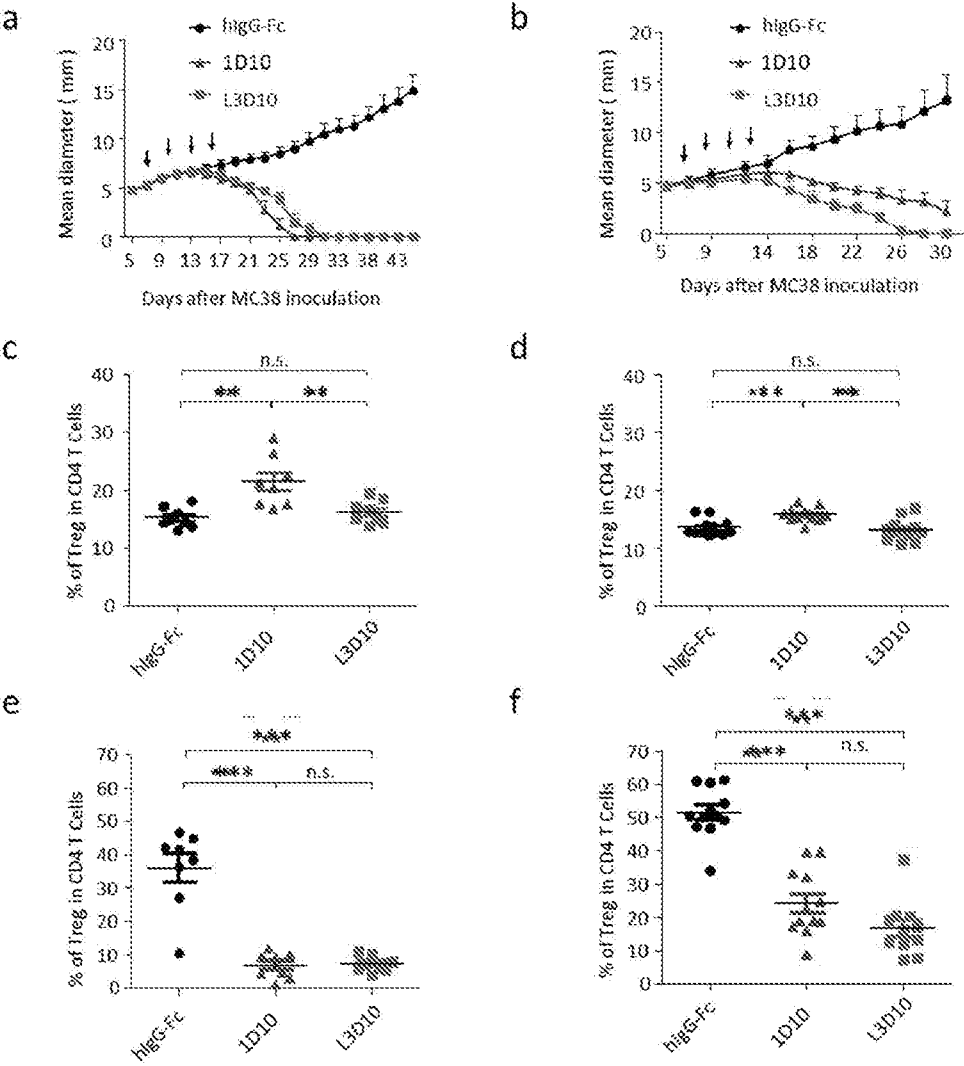 a
hIgG-Fc
1D10
L3D10
Mean diameter ( mm )
20
15
10
5
0
5 9 13 17 21 25 29 33 38 43
Days after MC38 inoculation
b
hIgG-Fc
1D10
L3D10
Mean diameter ( mm )
20
15
10
5
0
5 9 14 18 22 26 30
Days after MC38 inoculation
c
n.s.
** **
% of Treg in CD4 T Cells
40
30
20
10
0
hIgG-Fc 1D10 L3D10
d
n.s.
*** **
% of Treg in CD4 T Cells
40
30
20
10
0
hIgG-Fc 1D10 L3D10
e
**** n.s.
% of Treg in CD4 T Cells
70
60
50
40
30
20
10
0
hIgG-Fc 1D10 L3D10
f
**** n.s.
% of Treg in CD4 T Cells
70
60
50
40
30
20
10
0
hIgG-Fc 1D10 L3D10